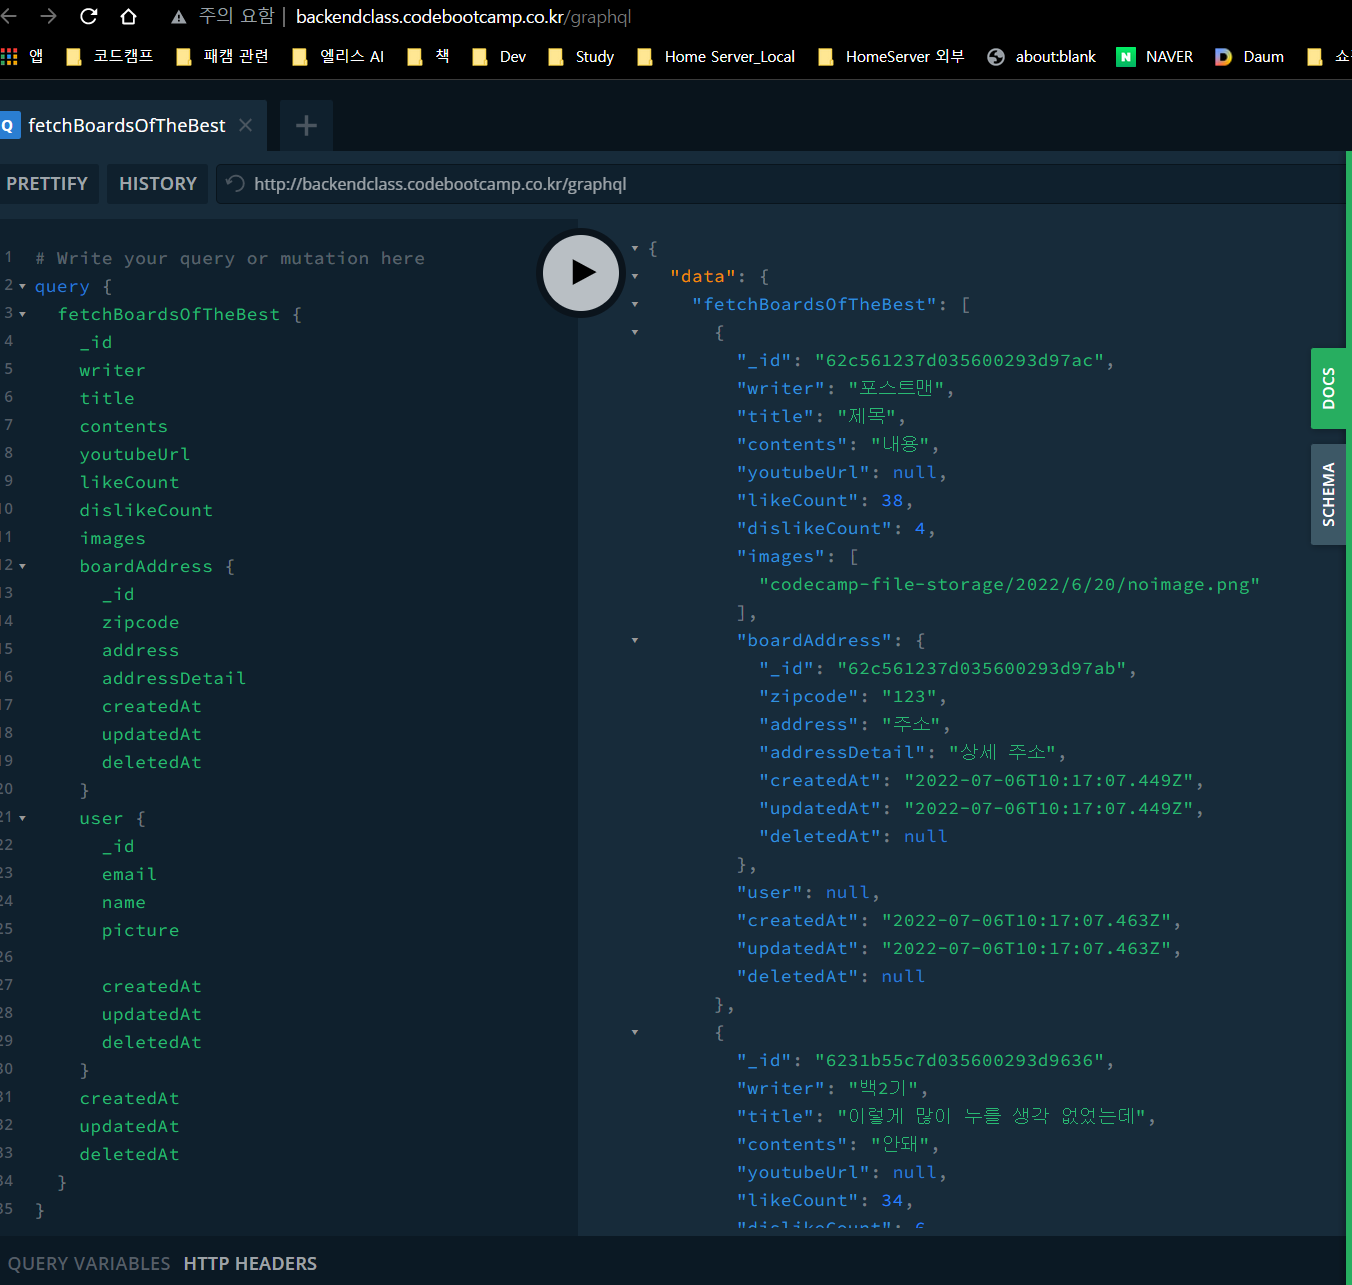 주의 요함 | backendclass.codebootcamp.co.kr/graphql
앱 코드캠프 패캠 관련 엘리스 AI 책 Dev Study Home Server_Local HomeServer 외부 about:blank N NAVER D Daum
Q fetchBoardsOfTheBest
PRETTIFY HISTORY http://backendclass.codebootcamp.co.kr/graphql
1 # Write your query or mutation here
2 query {
3 fetchBoardsOfTheBest {
4 _id
5 writer
6 title
7 contents
8 youtubeUrl
9 likeCount
10 dislikeCount
11 images
12 boardAddress {
13 _id
14 zipcode
15 address
16 addressDetail
17 createdAt
18 updatedAt
19 deletedAt
20 }
21 user {
22 _id
23 email
24 name
25 picture
26
27 createdAt
28 updatedAt
29 deletedAt
30 }
31 createdAt
32 updatedAt
33 deletedAt
34 }
35 }
{
"data": {
"fetchBoardsOfTheBest": [
{
"_id": "62c561237d035600293d97ac",
"writer": "포스트맨",
"title": "제목",
"contents": "내용",
"youtubeUrl": null,
"likeCount": 38,
"dislikeCount": 4,
"images": [
"codecamp-file-storage/2022/6/20/noimage.png"
],
"boardAddress": {
"_id": "62c561237d035600293d97ab",
"zipcode": "123",
"address": "주소",
"addressDetail": "상세 주소",
"createdAt": "2022-07-06T10:17:07.449Z",
"updatedAt": "2022-07-06T10:17:07.449Z",
"deletedAt": null
},
"user": null,
"createdAt": "2022-07-06T10:17:07.463Z",
"updatedAt": "2022-07-06T10:17:07.463Z",
"deletedAt": null
},
{
"_id": "6231b55c7d035600293d9636",
"writer": "백2기",
"title": "이렇게 많이 누를 생각 없었는데",
"contents": "안돼",
"youtubeUrl": null,
"likeCount": 34,
"dislikeCount": 6
DOCS
SCHEMA
QUERY VARIABLES HTTP HEADERS